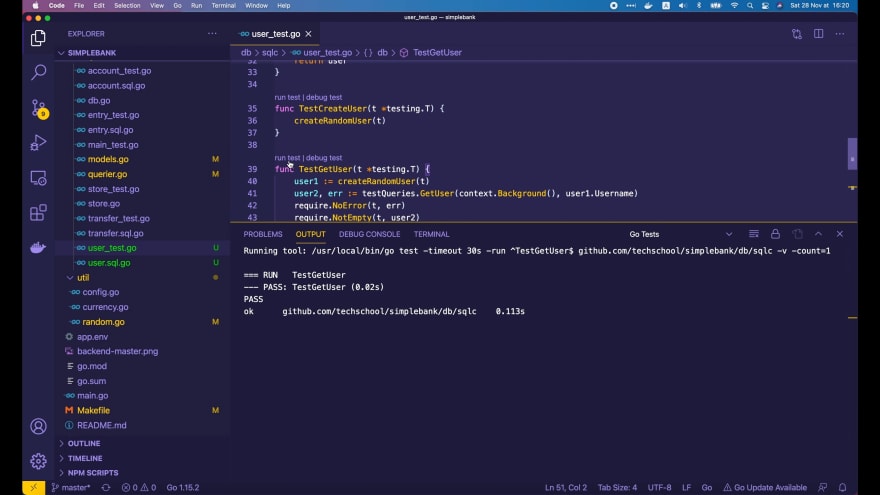 Code File Edit Selection View Go Run Terminal Window Help
Sat 28 Nov at 16:20
user_test.go — simplebank
EXPLORER
SIMPLEBANK
account_test.go
account.sql.go
db.go
entry_test.go
entry.sql.go
main_test.go
models.go M
querier.go M
store_test.go
store.go
transfer_test.go
transfer.sql.go
user_test.go U
user.sql.go U
util
config.go
currency.go
random.go M
app.env
backend-master.png
go.mod
go.sum
main.go
Makefile M
README.md
OUTLINE
TIMELINE
NPM SCRIPTS
9
user_test.go
db > sqlc > user_test.go > {} db > TestGetUser
32 return user
33 }
34
run test | debug test
35 func TestCreateUser(t *testing.T) {
36 createRandomUser(t)
37 }
38
run test | debug test
39 func TestGetUser(t *testing.T) {
40 user1 := createRandomUser(t)
41 user2, err := testQueries.GetUser(context.Background(), user1.Username)
42 require.NoError(t, err)
43 require.NotEmpty(t, user2)
PROBLEMS OUTPUT DEBUG CONSOLE TERMINAL Go Tests
Running tool: /usr/local/bin/go test -timeout 30s -run ^TestGetUser$ github.com/techschool/simplebank/db/sqlc -v -count=1
=== RUN TestGetUser
--- PASS: TestGetUser (0.02s)
PASS
ok github.com/techschool/simplebank/db/sqlc 0.113s
master* 0 0 Go 1.15.2 Ln 51, Col 2 Tab Size: 4 UTF-8 LF Go Go Update Available